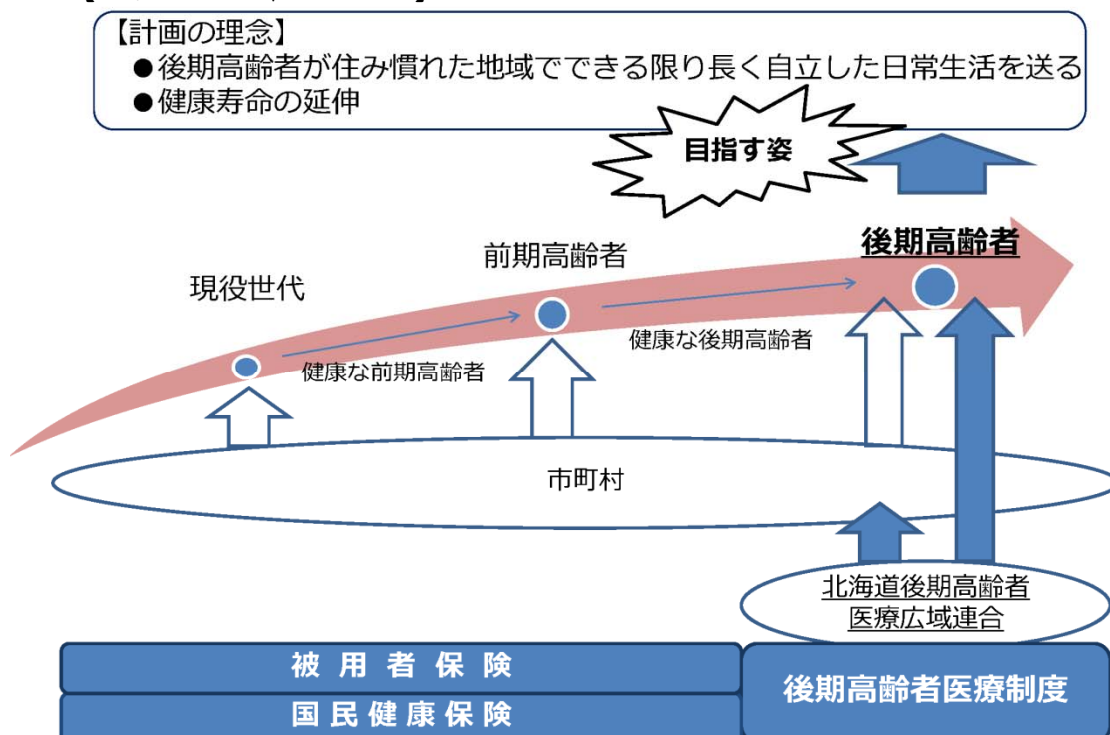 【計画の理念】
●後期高齢者が住み慣れた地域でできる限り長く自立した日常生活を送る
●健康寿命の延伸
目指す姿
後期高齢者
前期高齢者
現役世代
健康な後期高齢者
健康な前期高齢者
市町村
北海道後期高齢者
医療広域連合
被用者保険
後期高齢者医療制度
国民健康保険